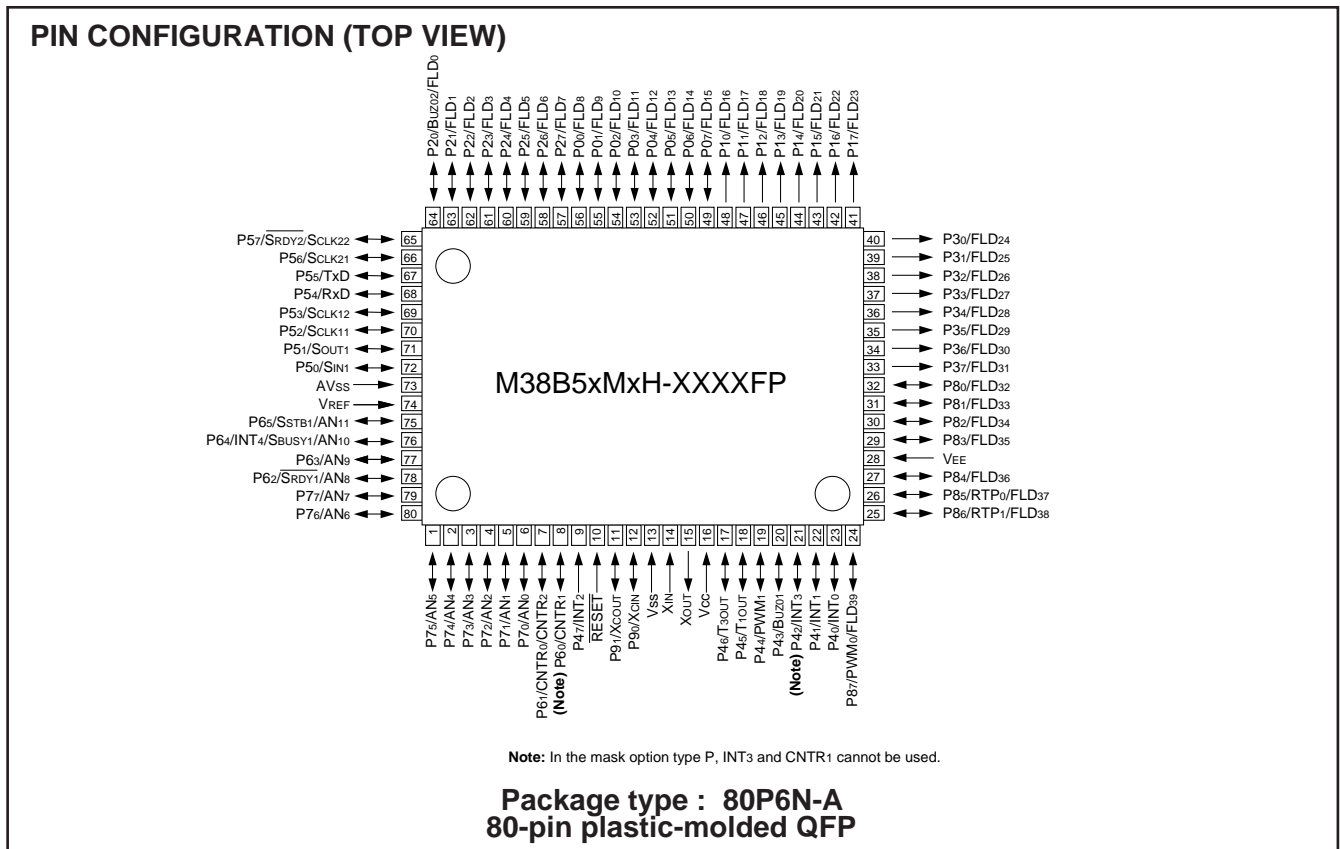 PIN CONFIGURATION (TOP VIEW)
P20/BUZ02/FLD0
P21/FLD1
P22/FLD2
P23/FLD3
P24/FLD4
P25/FLD5
P26/FLD6
P27/FLD7
P00/FLD8
P01/FLD9
P02/FLD10
P03/FLD11
P04/FLD12
P05/FLD13
P06/FLD14
P07/FLD15
P10/FLD16
P11/FLD17
P12/FLD18
P13/FLD19
P14/FLD20
P15/FLD21
P16/FLD22
P17/FLD23
64 63 62 61 60 59 58 57 56 55 54 53 52 51 50 49 48 47 46 45 44 43 42 41
P57/SRDY2/SCLK22 65
P56/SCLK21 66
P55/TxD 67
P54/RxD 68
P53/SCLK12 69
P52/SCLK11 70
P51/SOUT1 71
P50/SIN1 72
AVSS 73
VREF 74
P65/SSTB1/AN11 75
P64/INT4/SBUSY1/AN10 76
P63/AN9 77
P62/SRDY1/AN8 78
P77/AN7 79
P76/AN6 80
M38B5xMxH-XXXXFP
40 P30/FLD24
39 P31/FLD25
38 P32/FLD26
37 P33/FLD27
36 P34/FLD28
35 P35/FLD29
34 P36/FLD30
33 P37/FLD31
32 P80/FLD32
31 P81/FLD33
30 P82/FLD34
29 P83/FLD35
28 VEE
27 P84/FLD36
26 P85/RTP0/FLD37
25 P86/RTP1/FLD38
1 2 3 4 5 6 7 8 9 10 11 12 13 14 15 16 17 18 19 20 21 22 23 24
P75/AN5
P74/AN4
P73/AN3
P72/AN2
P71/AN1
P70/AN0
P61/CNTR0/CNTR2
(Note) P60/CNTR1
P47/INT2
RESET
P91/XCOUT
P90/XCIN
VSS
XIN
XOUT
VCC
P46/T3OUT
P45/T1OUT
P44/PWM1
P43/BUZ01
(Note) P42/INT3
P41/INT1
P40/INT0
P87/PWM0/FLD39
Note: In the mask option type P, INT3 and CNTR1 cannot be used.
Package type : 80P6N-A
80-pin plastic-molded QFP